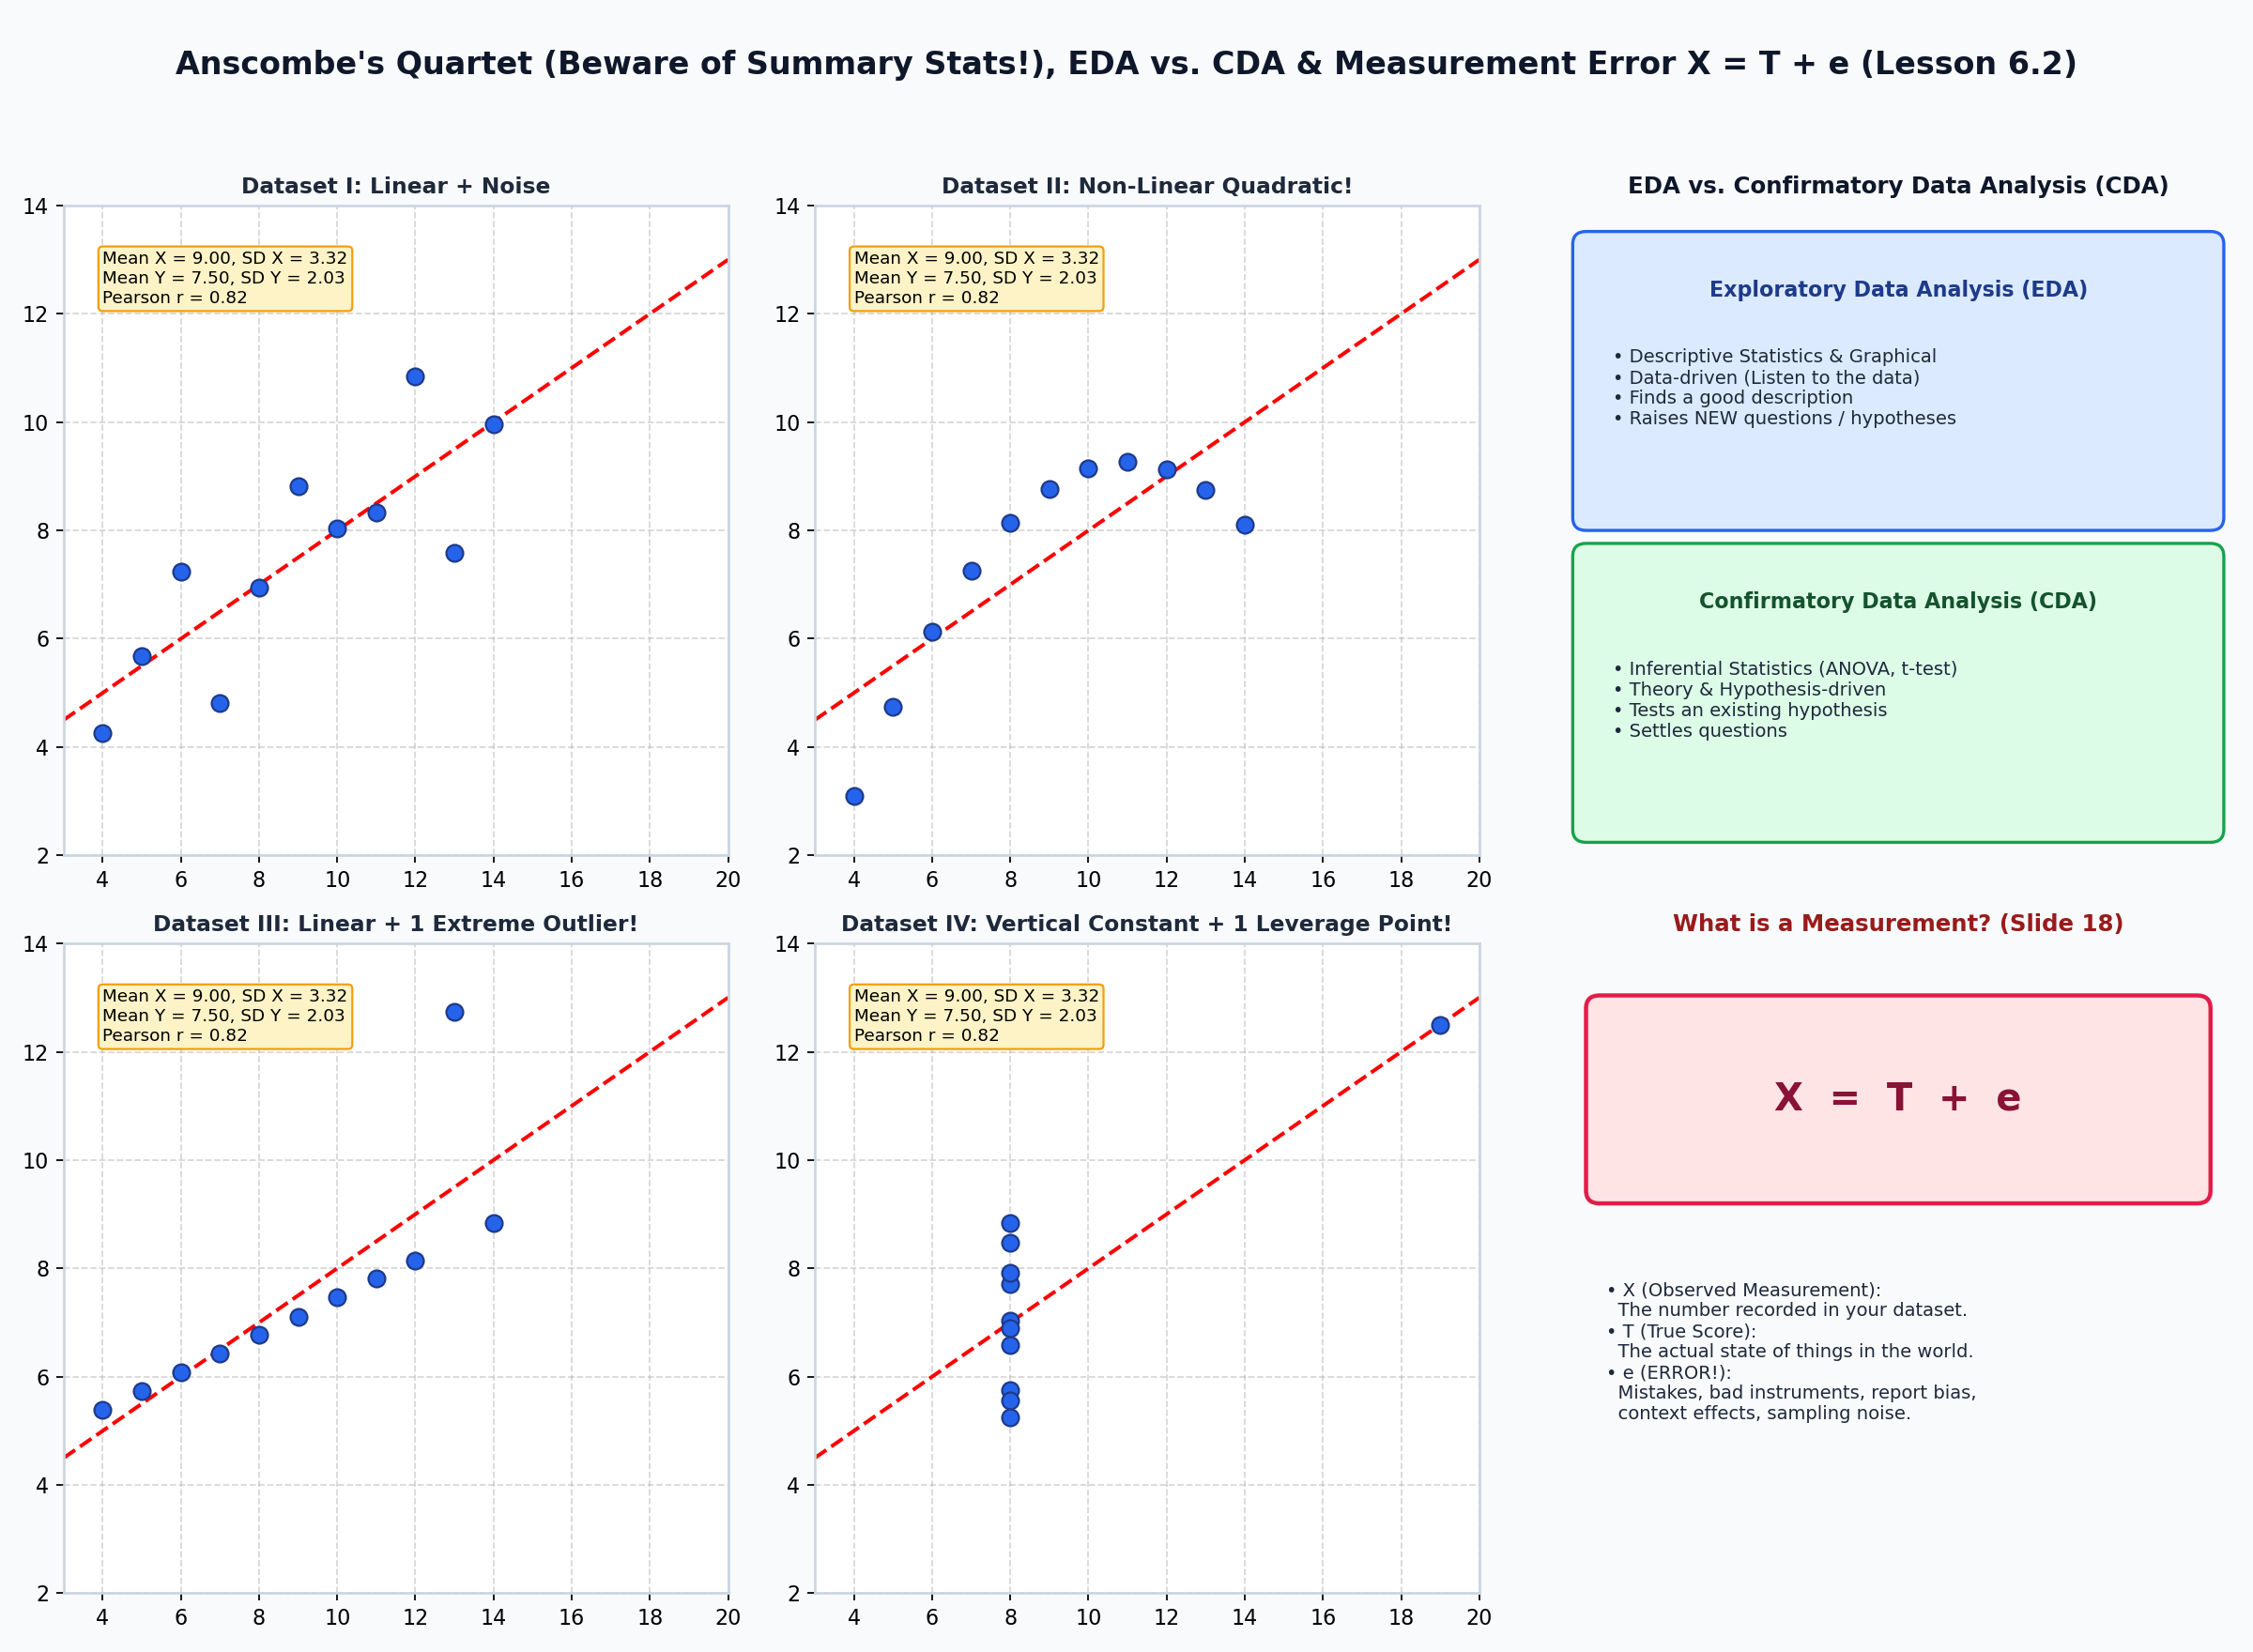 Anscombe's Quartet (Beware of Summary Stats!), EDA vs. CDA & Measurement Error X = T + e (Lesson 6.2)
Dataset I: Linear + Noise
14
12
10
8
6
4
2
Mean X = 9.00, SD X = 3.32
Mean Y = 7.50, SD Y = 2.03
Pearson r = 0.82
4 6 8 10 12 14 16 18 20
Dataset II: Non-Linear Quadratic!
14
12
10
8
6
4
2
Mean X = 9.00, SD X = 3.32
Mean Y = 7.50, SD Y = 2.03
Pearson r = 0.82
4 6 8 10 12 14 16 18 20
EDA vs. Confirmatory Data Analysis (CDA)
Exploratory Data Analysis (EDA)
• Descriptive Statistics & Graphical
• Data-driven (Listen to the data)
• Finds a good description
• Raises NEW questions / hypotheses
Confirmatory Data Analysis (CDA)
• Inferential Statistics (ANOVA, t-test)
• Theory & Hypothesis-driven
• Tests an existing hypothesis
• Settles questions
Dataset III: Linear + 1 Extreme Outlier!
14
12
10
8
6
4
2
Mean X = 9.00, SD X = 3.32
Mean Y = 7.50, SD Y = 2.03
Pearson r = 0.82
4 6 8 10 12 14 16 18 20
Dataset IV: Vertical Constant + 1 Leverage Point!
14
12
10
8
6
4
2
Mean X = 9.00, SD X = 3.32
Mean Y = 7.50, SD Y = 2.03
Pearson r = 0.82
4 6 8 10 12 14 16 18 20
What is a Measurement? (Slide 18)
X = T + e
• X (Observed Measurement):
The number recorded in your dataset.
• T (True Score):
The actual state of things in the world.
• e (ERROR!):
Mistakes, bad instruments, report bias,
context effects, sampling noise.